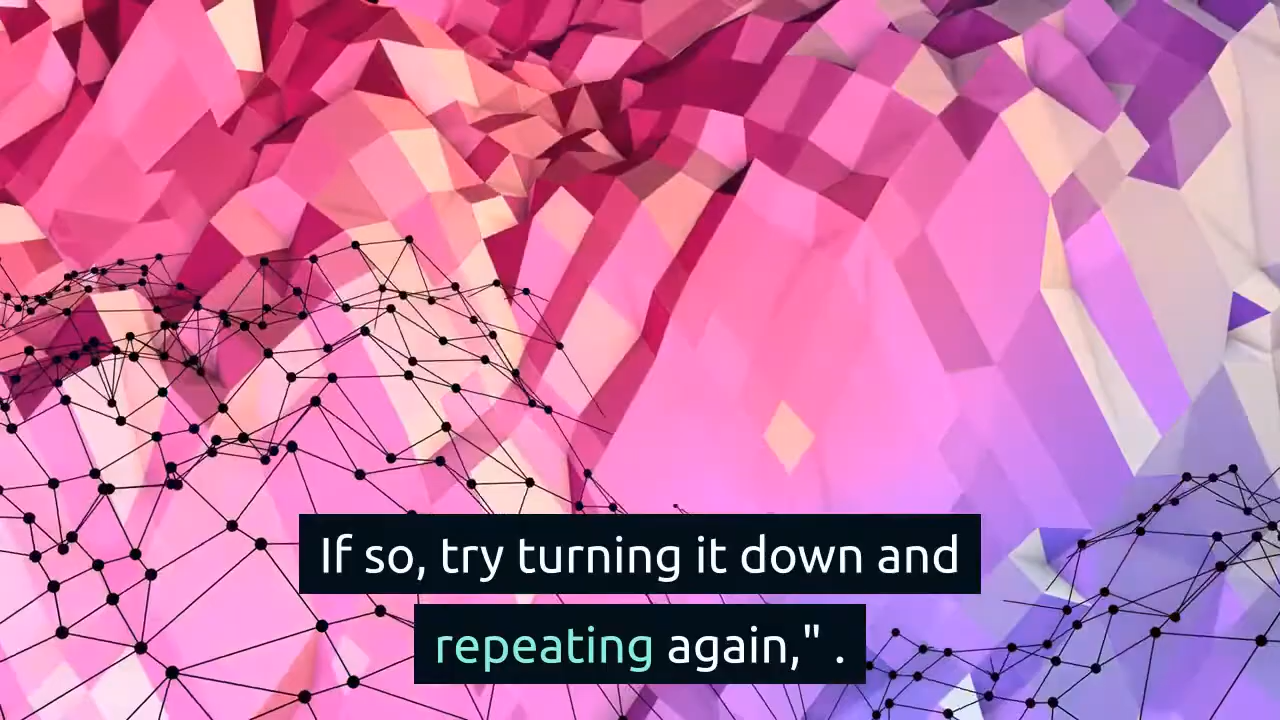 If so, try turning it down and
repeating again," .